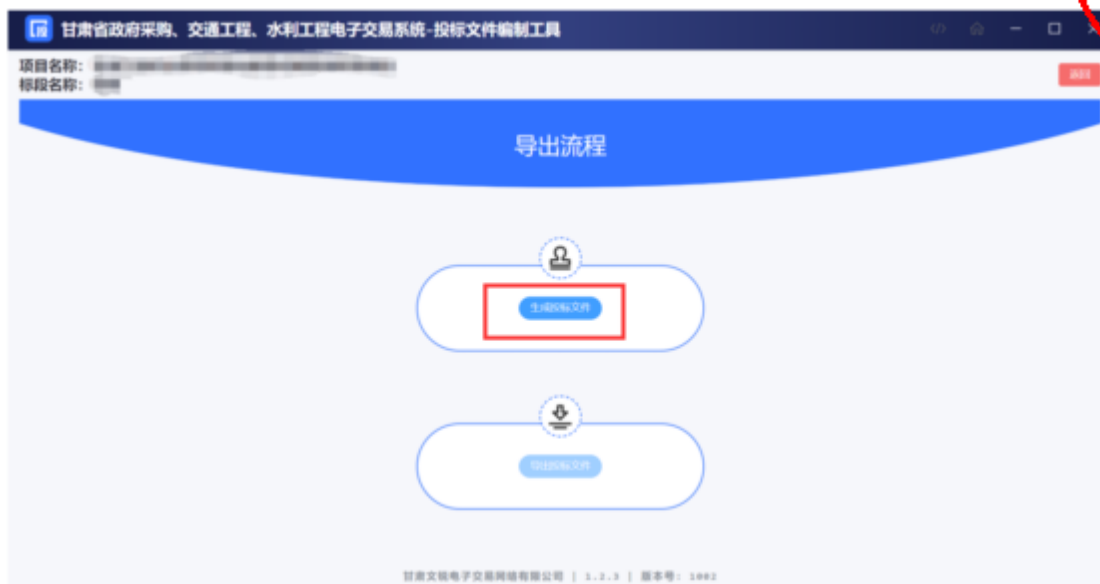 甘肃省政府采购、交通工程、水利工程电子交易系统-投标文件编制工具
项目名称：
标段名称：
返回
导出流程
生成投标文件
导出投标文件
甘肃文锐电子交易网络有限公司 | 1.2.3 | 版本号: 1002